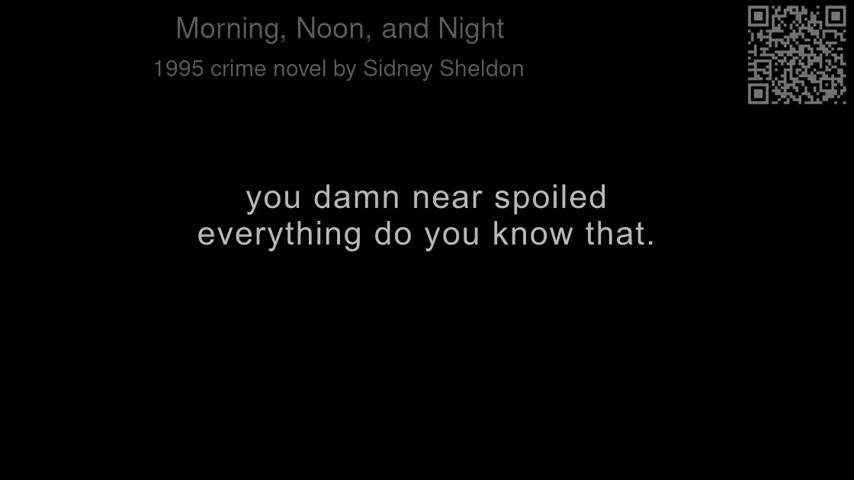 Morning, Noon, and Night
1995 crime novel by Sidney Sheldon
you damn near spoiled
everything do you know that.